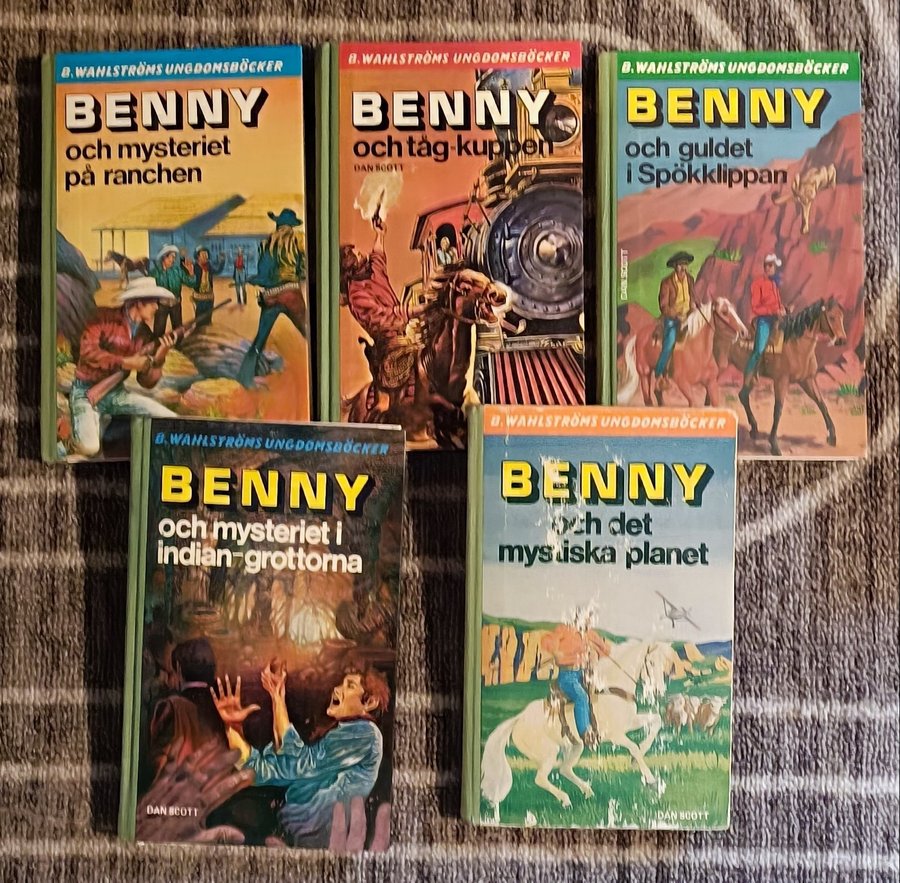 B.WAHLSTRÖMS UNGDOMSBÖCKER
BENNY
och mysteriet
på ranchen
B.WAHLSTRÖMS UNGDOMSBÖCKER
BENNY
och tåg-kuppen
DAN SCOTT
B.WAHLSTRÖMS UNGDOMSBÖCKER
BENNY
och guldet
i Spökklippan
DAN SCOTT
B.WAHLSTRÖMS UNGDOMSBÖCKER
BENNY
och mysteriet i
indian-grottorna
DAN SCOTT
B.WAHLSTRÖMS UNGDOMSBÖCKER
BENNY
och det
mystiska planet
DAN SCOTT